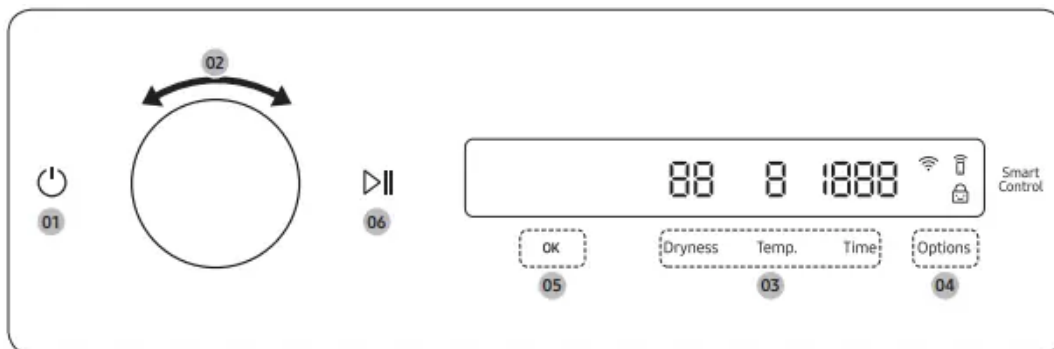 02
88 8 1888
Smart
Control
01
06
OK
Dryness Temp. Time
Options
05
03
04